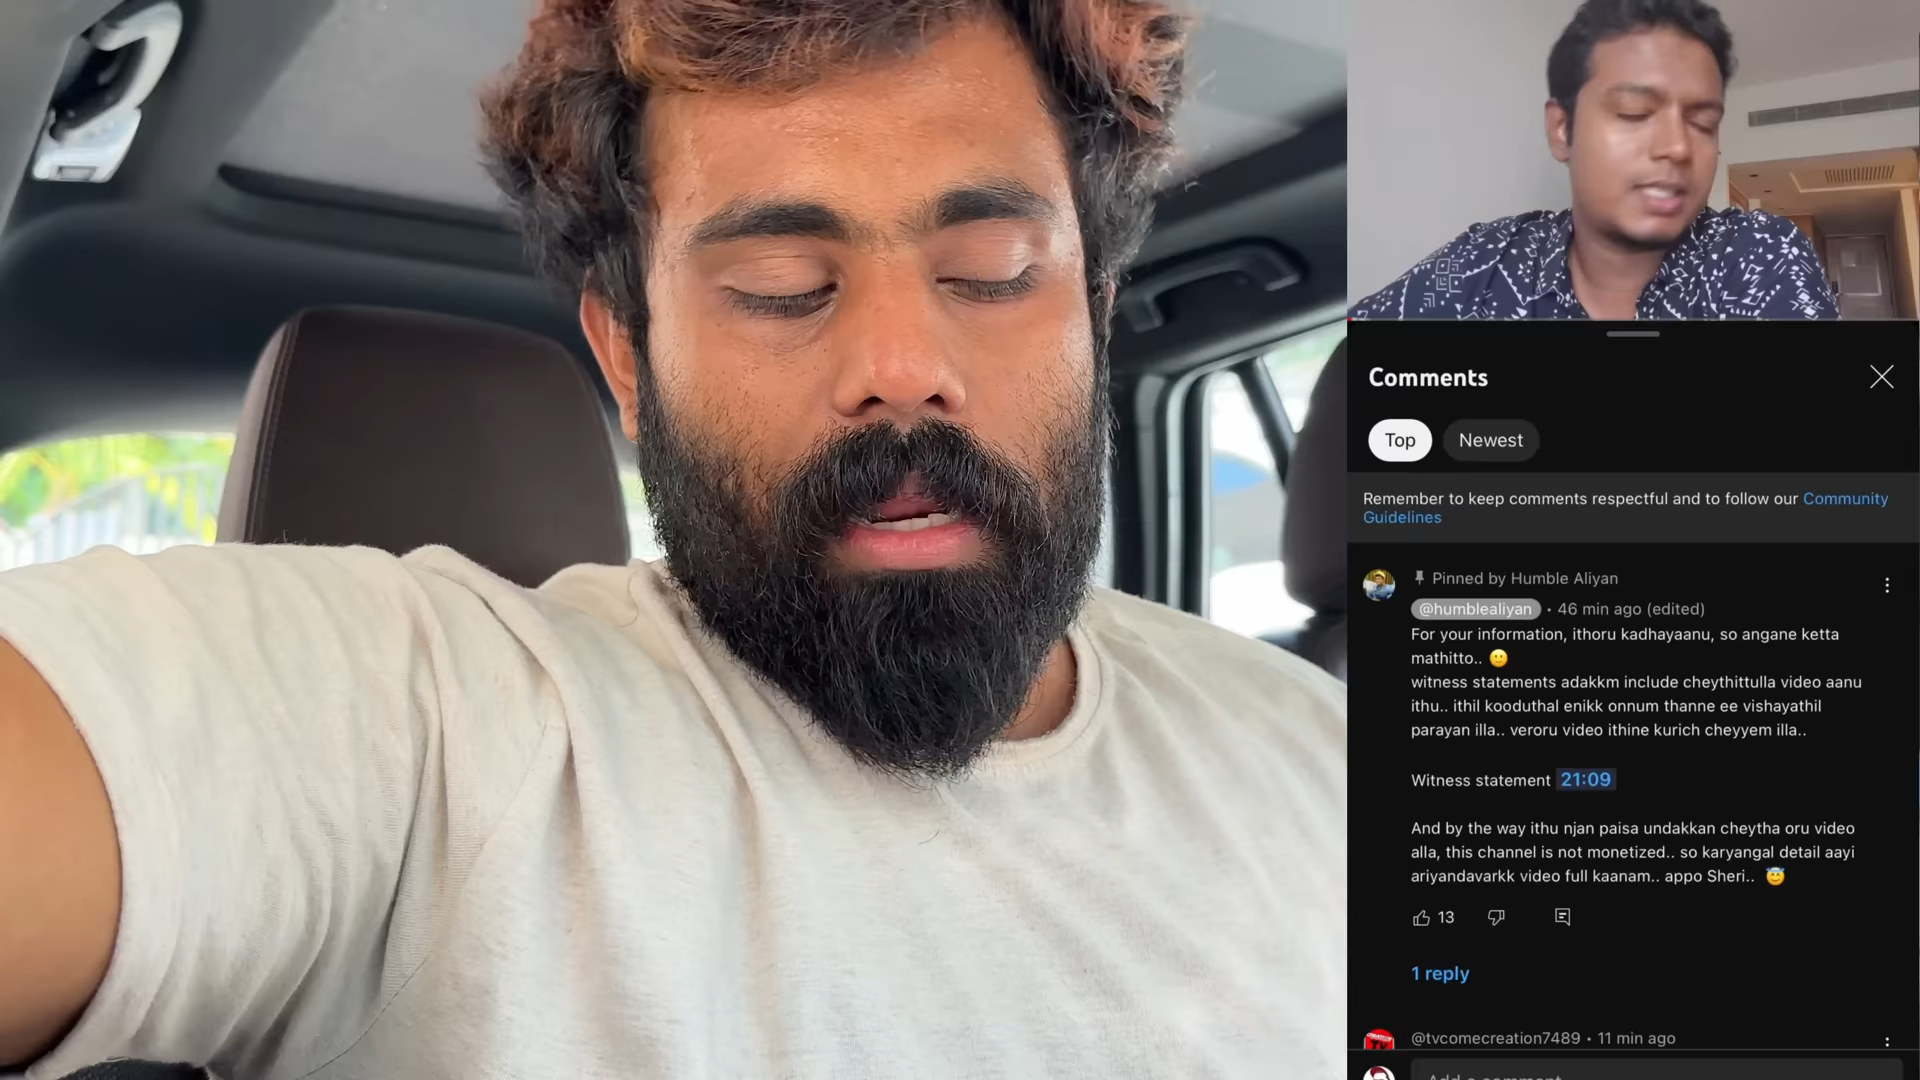 Comments
Top Newest
Remember to keep comments respectful and to follow our Community
Guidelines
Pinned by Humble Aliyan
@humblealiyan • 46 min ago (edited)
For your information, ithoru kadhayaanu, so angane ketta
mathitto.. 🙂
witness statements adakkm include cheythittulla video aanu
ithu.. ithil kooduthal enikk onnum thanne ee vishayathil
parayan illa.. veroru video ithine kurich cheyyem illa..
Witness statement 21:09
And by the way ithu njan paisa undakkan cheytha oru video
alla, this channel is not monetized.. so karyangal detail aayi
ariyandavarkk video full kaanam.. appo Sheri.. 😇
13
1 reply
@tvcomecreation7489 • 11 min ago
Add a comment...